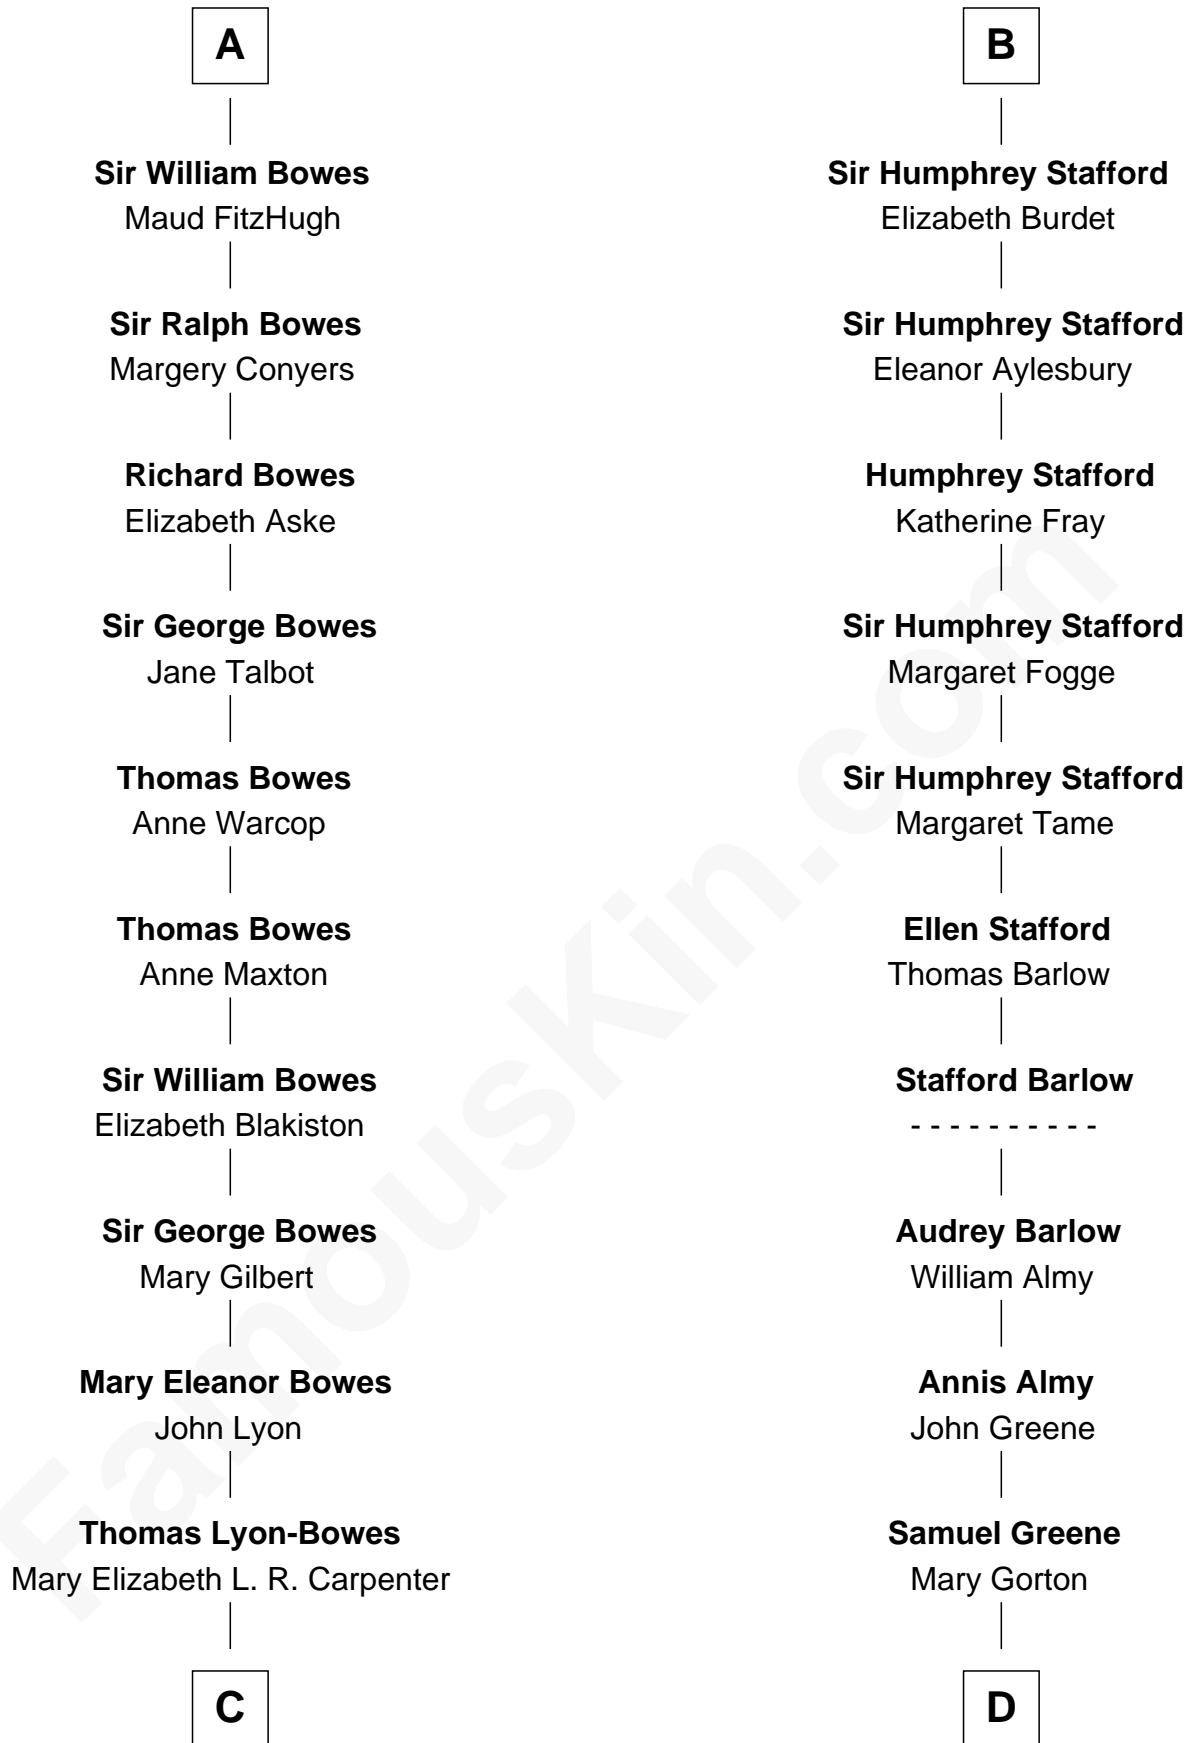 A
Sir William Bowes
Maud FitzHugh
Sir Ralph Bowes
Margery Conyers
Richard Bowes
Elizabeth Aske
Sir George Bowes
Jane Talbot
Thomas Bowes
Anne Warcop
Thomas Bowes
Anne Maxton
Sir William Bowes
Elizabeth Blakiston
Sir George Bowes
Mary Gilbert
Mary Eleanor Bowes
John Lyon
Thomas Lyon-Bowes
Mary Elizabeth L. R. Carpenter
C
B
Sir Humphrey Stafford
Elizabeth Burdet
Sir Humphrey Stafford
Eleanor Aylesbury
Humphrey Stafford
Katherine Fray
Sir Humphrey Stafford
Margaret Fogge
Sir Humphrey Stafford
Margaret Tame
Ellen Stafford
Thomas Barlow
Stafford Barlow
- - - - - - - - - -
Audrey Barlow
William Almy
Annis Almy
John Greene
Samuel Greene
Mary Gorton
D
FamousKin.com